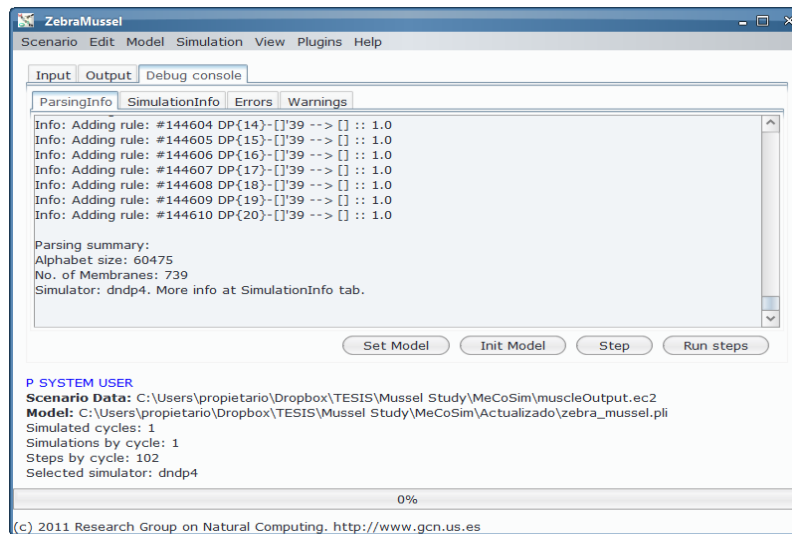 ZebraMussel
Scenario Edit Model Simulation View Plugins Help
Input Output Debug console
ParsingInfo SimulationInfo Errors Warnings
Info: Adding rule: #144604 DP{14}-[]'39 --> [] :: 1.0
Info: Adding rule: #144605 DP{15}-[]'39 --> [] :: 1.0
Info: Adding rule: #144606 DP{16}-[]'39 --> [] :: 1.0
Info: Adding rule: #144607 DP{17}-[]'39 --> [] :: 1.0
Info: Adding rule: #144608 DP{18}-[]'39 --> [] :: 1.0
Info: Adding rule: #144609 DP{19}-[]'39 --> [] :: 1.0
Info: Adding rule: #144610 DP{20}-[]'39 --> [] :: 1.0
Parsing summary:
Alphabet size: 60475
No. of Membranes: 739
Simulator: dndp4. More info at SimulationInfo tab.
Set Model Init Model Step Run steps
P SYSTEM USER
Scenario Data: C:\Users\propietario\Dropbox\TESIS\Mussel Study\MeCoSim\muscleOutput.ec2
Model: C:\Users\propietario\Dropbox\TESIS\Mussel Study\MeCoSim\Actualizado\zebra_mussel.pli
Simulated cycles: 1
Simulations by cycle: 1
Steps by cycle: 102
Selected simulator: dndp4
0%
(c) 2011 Research Group on Natural Computing. http://www.gcn.us.es